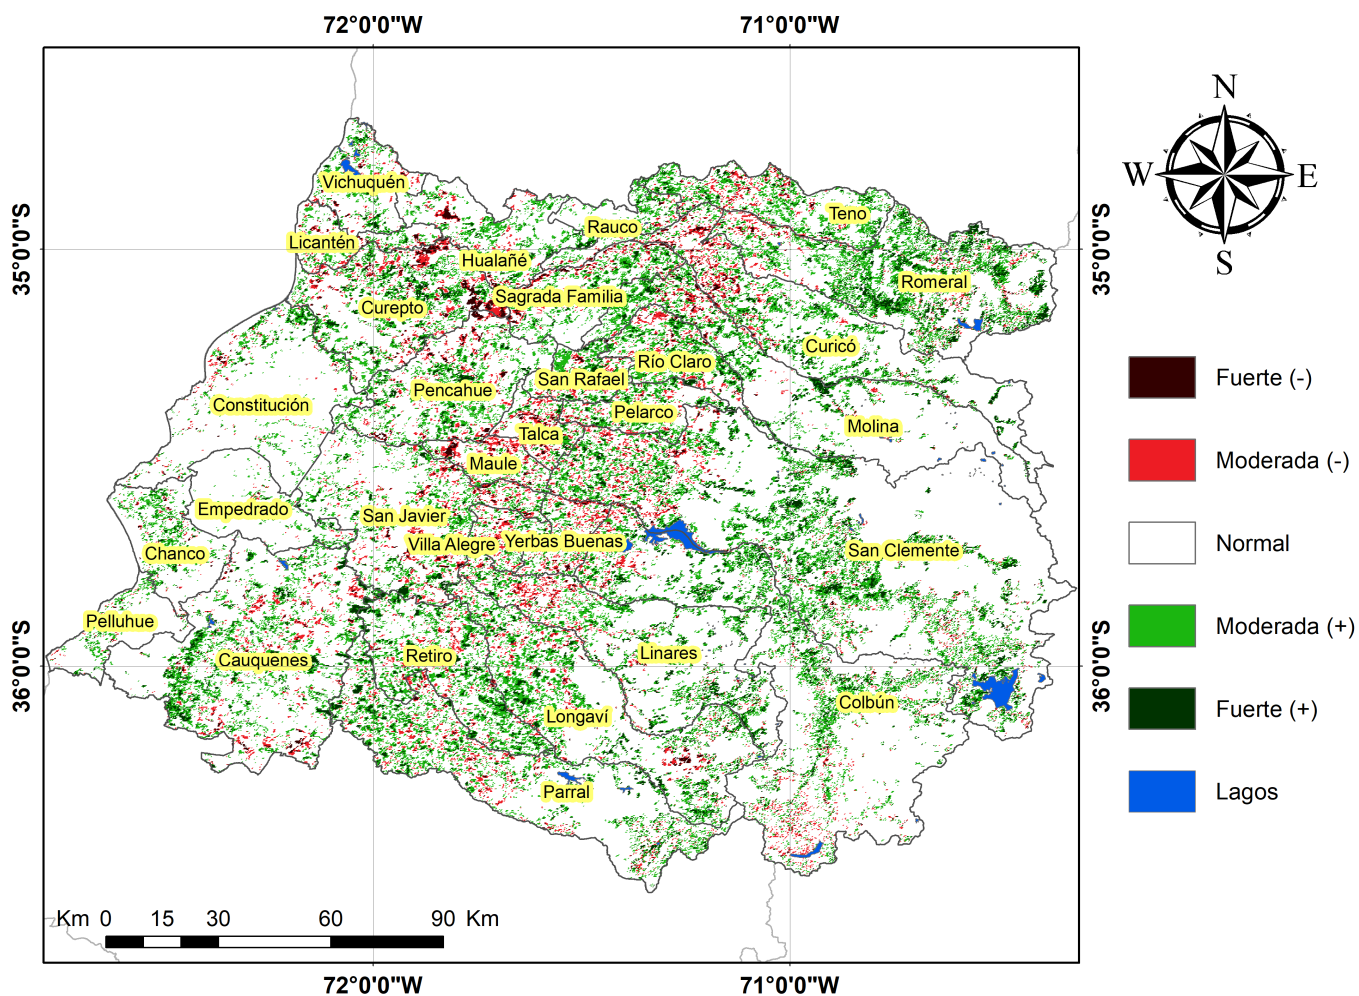 72°0'0"W 71°0'0"W
N
W E
S
35°0'0"S 35°0'0"S
Vichuquén
Teno
Rauco
Licantén
Hualañé
Romeral
Sagrada Familia
Curepto
Curicó
Río Claro
San Rafael
Pencahue
Constitución
Pelarco
Molina
Talca
Maule
Empedrado
San Javier
Yerbas Buenas
Villa Alegre
San Clemente
Chanco
Pelluhue
36°0'0"S 36°0'0"S
Linares
Retiro
Cauquenes
Colbún
Longaví
Parral
Fuerte (-)
Moderada (-)
Normal
Moderada (+)
Fuerte (+)
Lagos
Km 0 15 30 60 90 Km
72°0'0"W 71°0'0"W